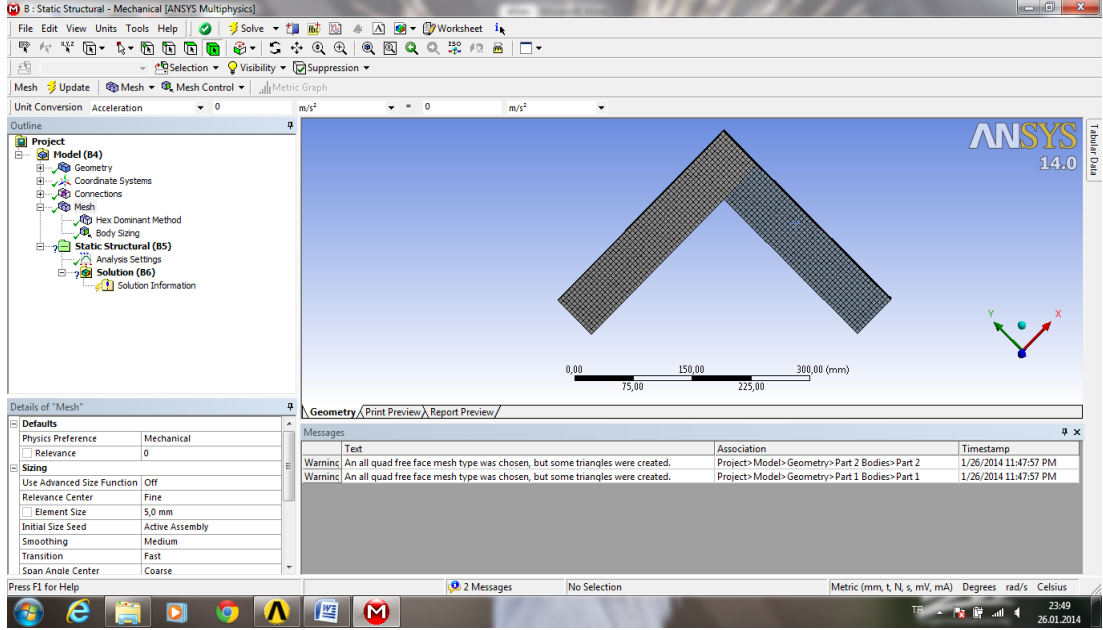 B : Static Structural - Mechanical [ANSYS Multiphysics]
File Edit View Units Tools Help Solve Worksheet
Selection Visibility Suppression
Mesh Update Mesh Mesh Control Metric Graph
Unit Conversion Acceleration 0 m/s² = 0 m/s²
Outline
Project
Model (B4)
Geometry
Coordinate Systems
Connections
Mesh
Hex Dominant Method
Body Sizing
Static Structural (B5)
Analysis Settings
Solution (B6)
Solution Information
ANSYS
14.0
Y X
0,00 150,00 300,00 (mm)
75,00 225,00
Geometry Print Preview Report Preview
Tabular Data
Details of "Mesh"
Defaults
Physics Preference Mechanical
Relevance 0
Sizing
Use Advanced Size Function Off
Relevance Center Fine
Element Size 5,0 mm
Initial Size Seed Active Assembly
Smoothing Medium
Transition Fast
Span Angle Center Coarse
Messages
Text Association Timestamp
Warning An all quad free face mesh type was chosen, but some triangles were created. Project>Model>Geometry>Part 2 Bodies>Part 2 1/26/2014 11:47:57 PM
Warning An all quad free face mesh type was chosen, but some triangles were created. Project>Model>Geometry>Part 1 Bodies>Part 1 1/26/2014 11:47:57 PM
Press F1 for Help 2 Messages No Selection Metric (mm, t, N, s, mV, mA) Degrees rad/s Celsius
TR 23:49
26.01.2014